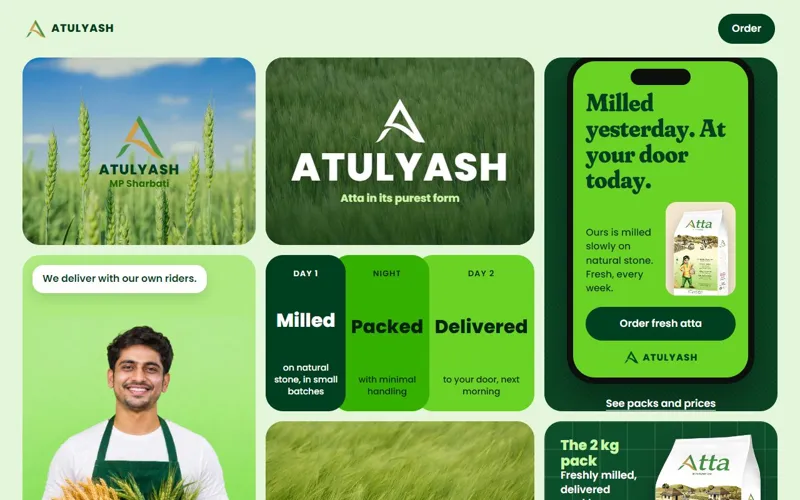 ATULYASH
Order
ATULYASH
MP Sharbati
ATULYASH
Atta in its purest form
Milled
yesterday. At
your door
today.
Ours is milled
slowly on
natural stone.
Fresh, every
week.
Atta
Order fresh atta
ATULYASH
See packs and prices
We deliver with our own riders.
DAY 1
Milled
on natural
stone, in small
batches
NIGHT
Packed
with minimal
handling
DAY 2
Delivered
to your door, next
morning
The 2 kg
pack
Freshly milled,
delivered
Atta